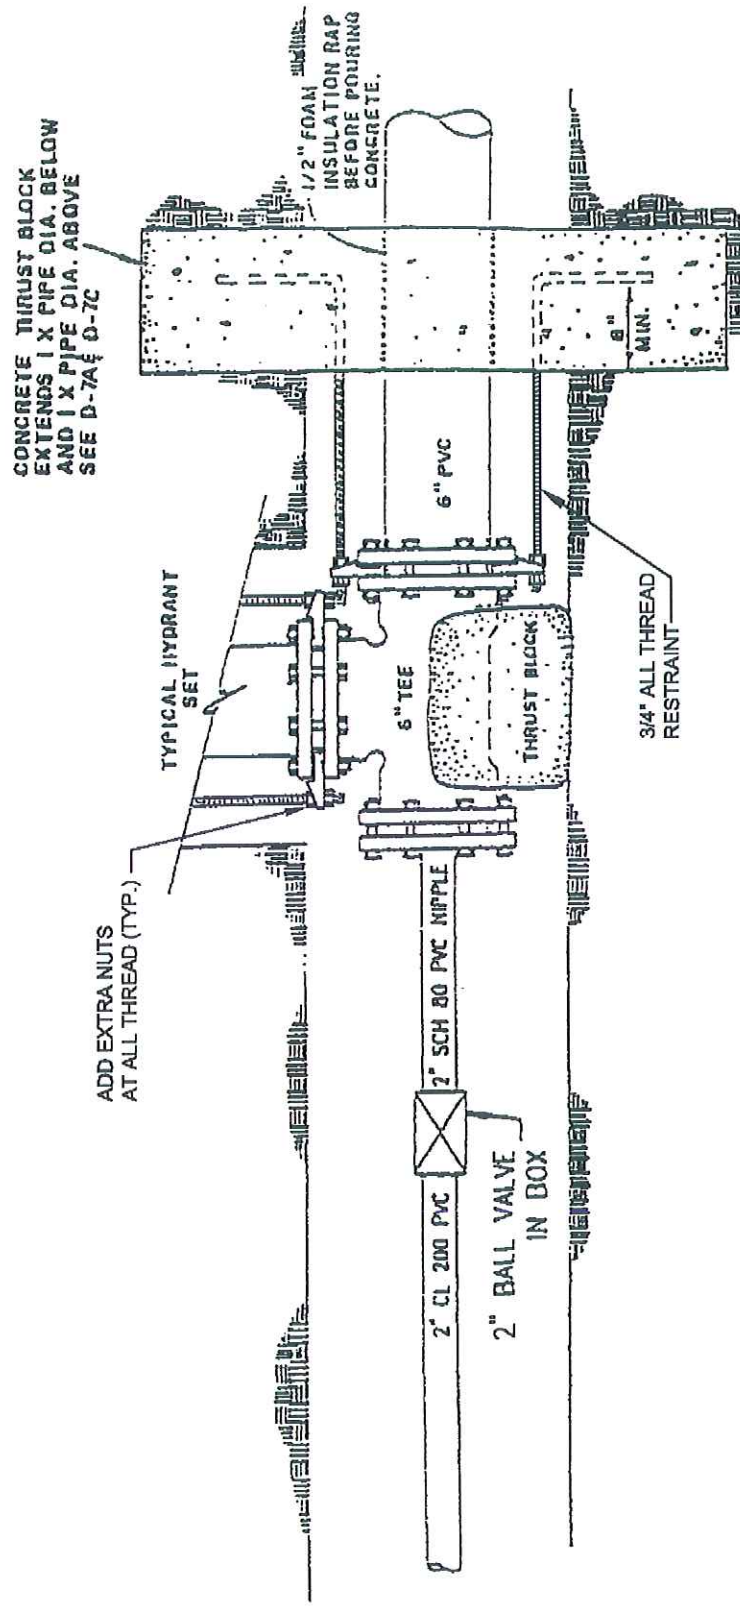 CONCRETE THRUST BLOCK
EXTENDS 1 X PIPE DIA. BELOW
AND 1 X PIPE DIA. ABOVE
SEE D-7A & D-7C
1/2" FOAM
INSULATION RAP
BEFORE POURING
CONCRETE.
TYPICAL HYDRANT
SET
ADD EXTRA NUTS
AT ALL THREAD (TYP.)
6" PVC
6" TEE
THRUST BLOCK
8"
MIN.
3/4" ALL THREAD
RESTRAINT
2" SCH 80 PVC NIPPLE
2" CL 200 PVC
2" BALL VALVE
IN BOX